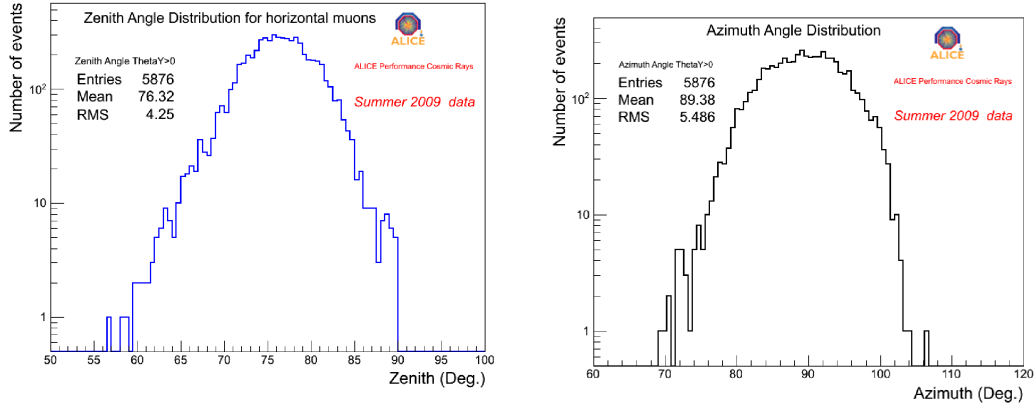 Zenith Angle Distribution for horizontal muons
Number of events
Zenith Angle ThetaY>0
Entries 5876
Mean 76.32
RMS 4.25
ALICE
ALICE Performance Cosmic Rays
Summer 2009 data
10²
10
1
50 55 60 65 70 75 80 85 90 95 100
Zenith (Deg.)
Azimuth Angle Distribution
Number of events
Azimuth Angle ThetaY>0
Entries 5876
Mean 89.38
RMS 5.486
ALICE
ALICE Performance Cosmic Rays
Summer 2009 data
10²
10
1
60 70 80 90 100 110 120
Azimuth (Deg.)